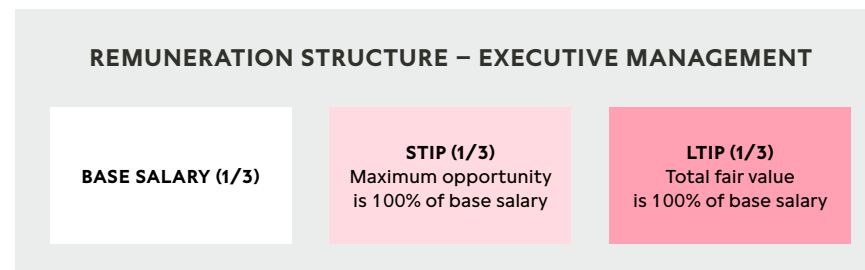 REMUNERATION STRUCTURE – EXECUTIVE MANAGEMENT
BASE SALARY (1/3)
STIP (1/3)
Maximum opportunity
is 100% of base salary
LTIP (1/3)
Total fair value
is 100% of base salary